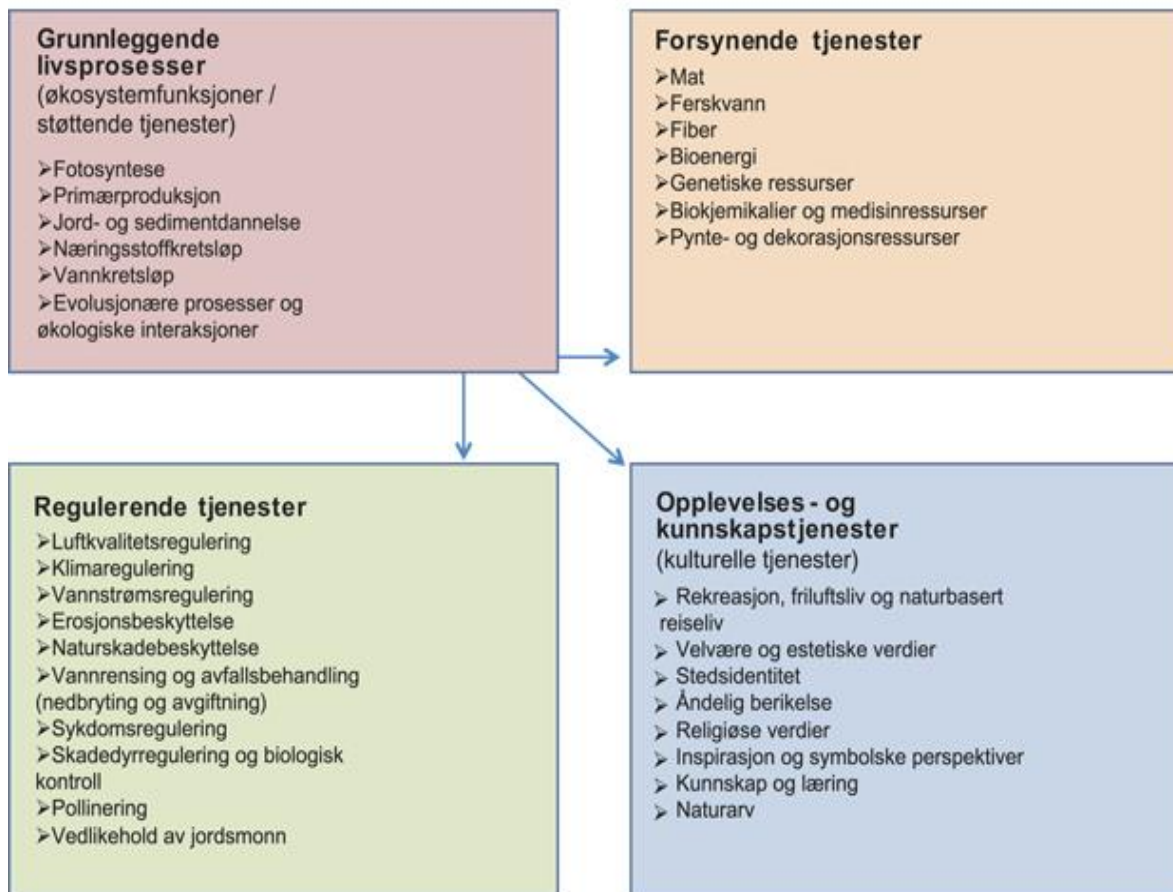 Grunnleggende
livsprosesser
(økosystemfunksjoner /
støttende tjenester)
➢Fotosyntese
➢Primærproduksjon
➢Jord- og sedimentdannelse
➢Næringsstoffkretsløp
➢Vannkretsløp
➢Evolusjonære prosesser og
økologiske interaksjoner
Forsynende tjenester
➢Mat
➢Ferskvann
➢Fiber
➢Bioenergi
➢Genetiske ressurser
➢Biokjemikalier og medisinressurser
➢Pynte- og dekorasjonsressurser
Regulerende tjenester
➢Luftkvalitetsregulering
➢Klimaregulering
➢Vannstrømsregulering
➢Erosjonsbeskyttelse
➢Naturskadebeskyttelse
➢Vannrensing og avfallsbehandling
(nedbryting og avgiftning)
➢Sykdomsregulering
➢Skadedyrregulering og biologisk
kontroll
➢Pollinering
➢Vedlikehold av jordsmonn
Opplevelses - og
kunnskapstjenester
(kulturelle tjenester)
➢ Rekreasjon, friluftsliv og naturbasert
reiseliv
➢ Velvære og estetiske verdier
➢ Stedsidentitet
➢ Åndelig berikelse
➢ Religiøse verdier
➢ Inspirasjon og symbolske perspektiver
➢ Kunnskap og læring
➢ Naturarv